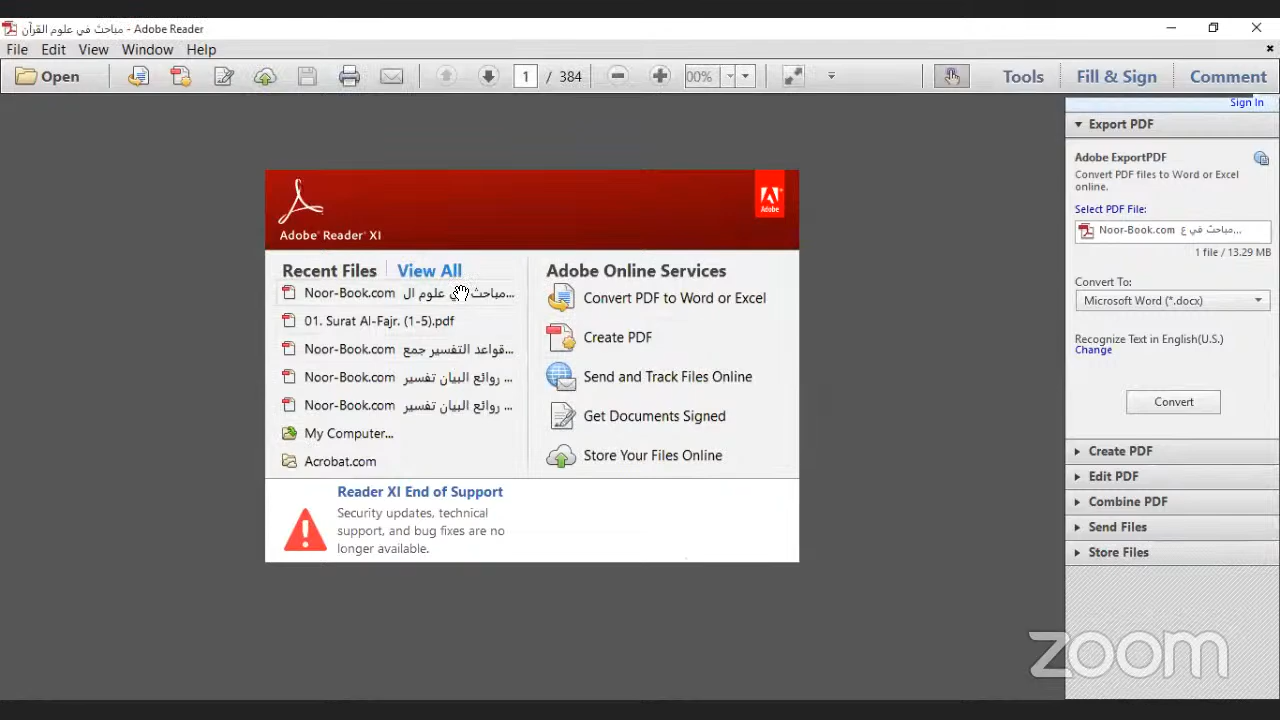 مباحث في علوم القرآن - Adobe Reader
File Edit View Window Help
Open 1 / 384 00% Tools Fill & Sign Comment
Sign In
Export PDF
Adobe ExportPDF
Convert PDF files to Word or Excel
online.
Select PDF File:
Noor-Book.com مباحث في ع...
1 file / 13.29 MB
Convert To:
Microsoft Word (*.docx)
Recognize Text in English(U.S.)
Change
Convert
Create PDF
Edit PDF
Combine PDF
Send Files
Store Files
Adobe
Adobe® Reader® XI
Recent Files View All
Noor-Book.com مباحث في علوم ال...
01. Surat Al-Fajr. (1-5).pdf
Noor-Book.com قواعد التفسير جمع...
Noor-Book.com روائع البيان تفسير ...
Noor-Book.com روائع البيان تفسير ...
My Computer...
Acrobat.com
Adobe Online Services
Convert PDF to Word or Excel
Create PDF
Send and Track Files Online
Get Documents Signed
Store Your Files Online
Reader XI End of Support
Security updates, technical
support, and bug fixes are no
longer available.
zoom